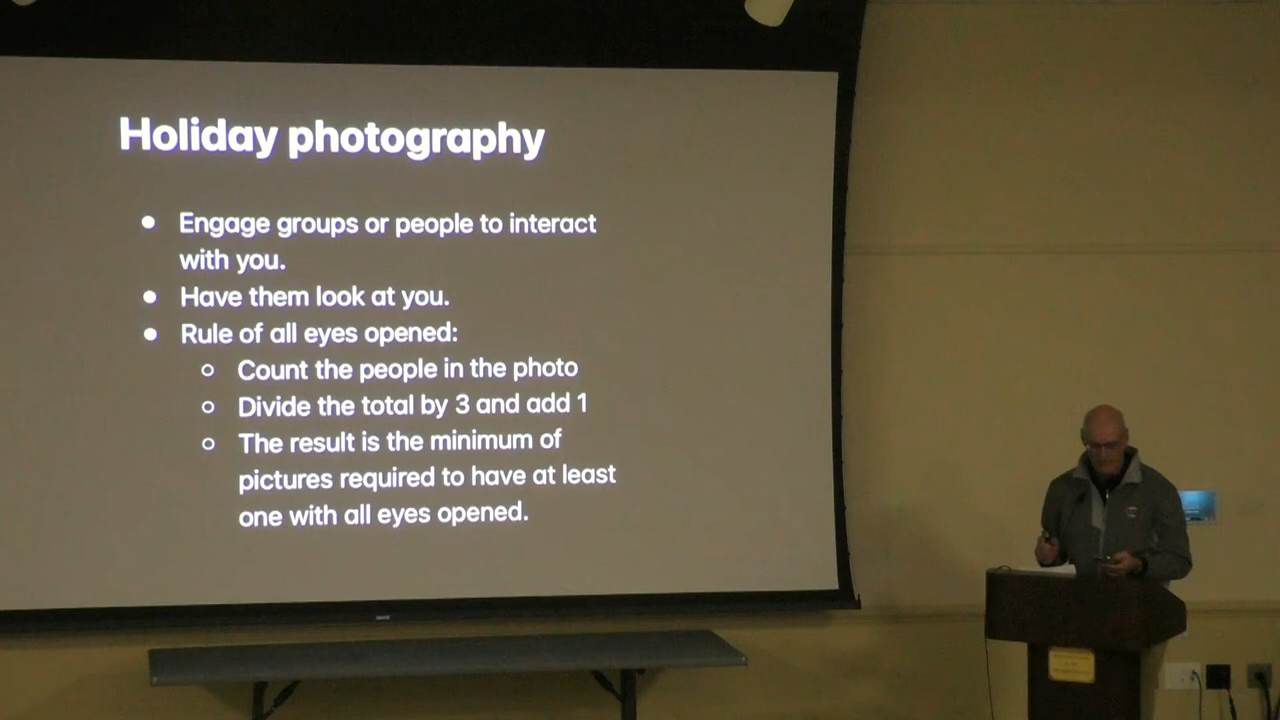 Holiday photography
● Engage groups or people to interact
with you.
● Have them look at you.
● Rule of all eyes opened:
○ Count the people in the photo
○ Divide the total by 3 and add 1
○ The result is the minimum of
pictures required to have at least
one with all eyes opened.